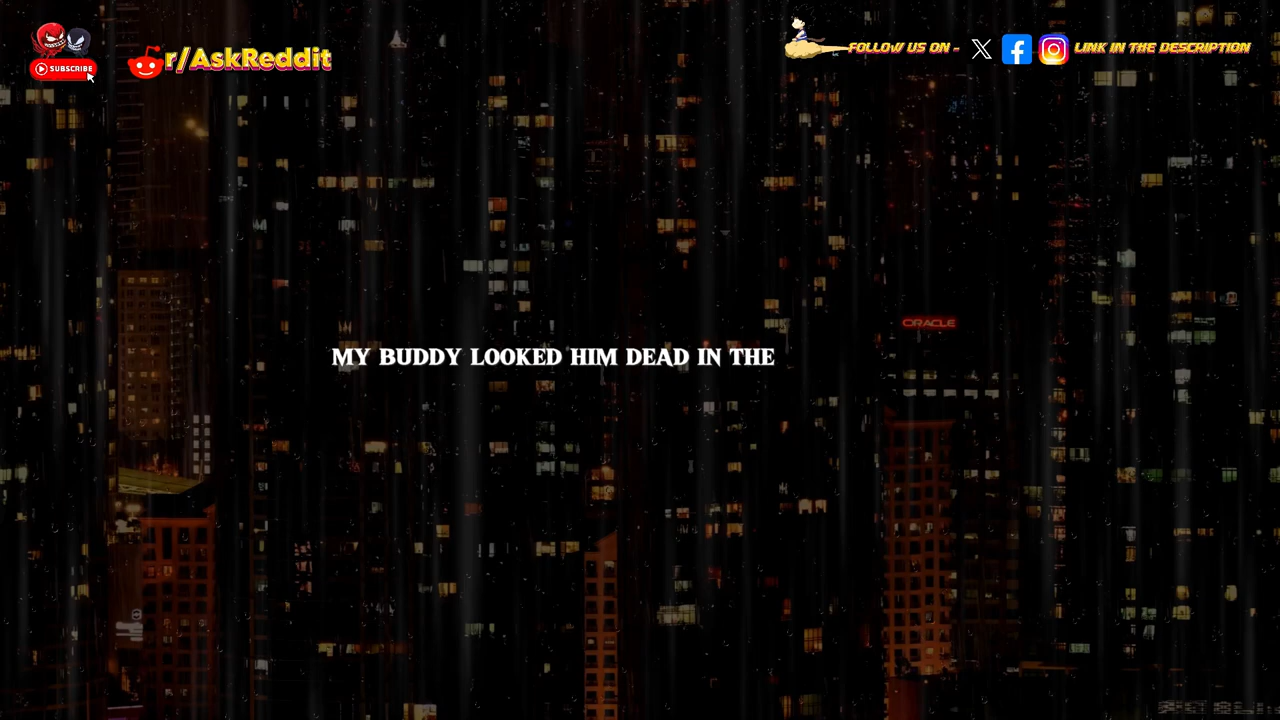 SUBSCRIBE
r/AskReddit
FOLLOW US ON -
LINK IN THE DESCRIPTION
ORACLE
MY BUDDY LOOKED HIM DEAD IN THE